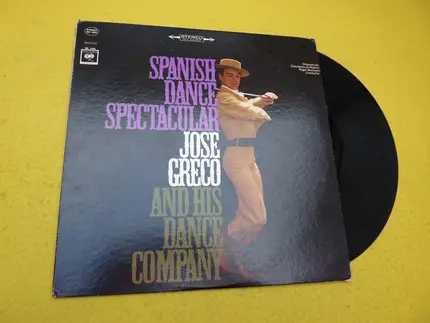 STEREO
SPANISH
DANCE
SPECTACULAR
JOSE
GRECO
AND HIS
DANCE
COMPANY